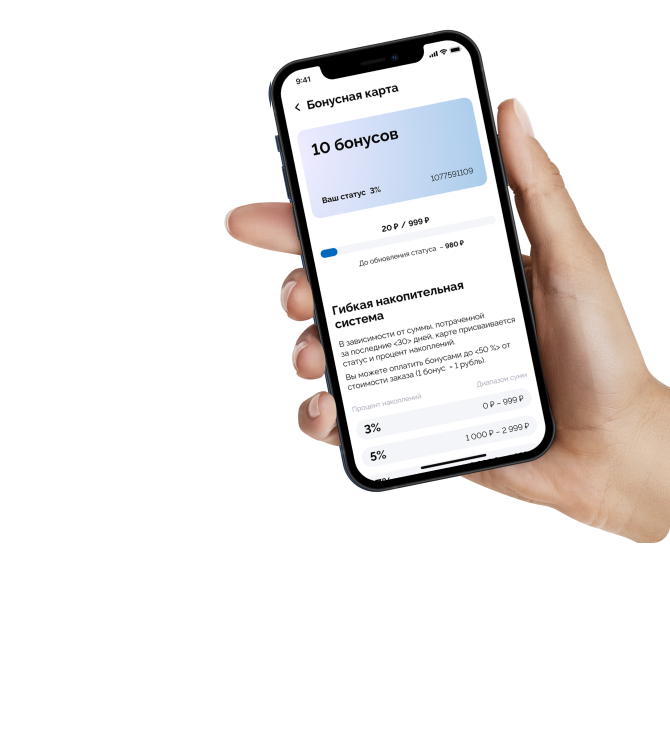 9:41
Бонусная карта
10 бонусов
Ваш статус 3%
1077591109
20 ₽ / 999 ₽
До обновления статуса ~ 980 ₽
Гибкая накопительная
система
В зависимости от суммы, потраченной
за последние <30> дней, карте присваивается
статус и процент накоплений.
Вы можете оплатить бонусами до <50 %> от
стоимости заказа (1 бонус = 1 рубль).
Процент накоплений
Диапазон сумм
3%
0 ₽ – 999 ₽
5%
1 000 ₽ – 2 999 ₽